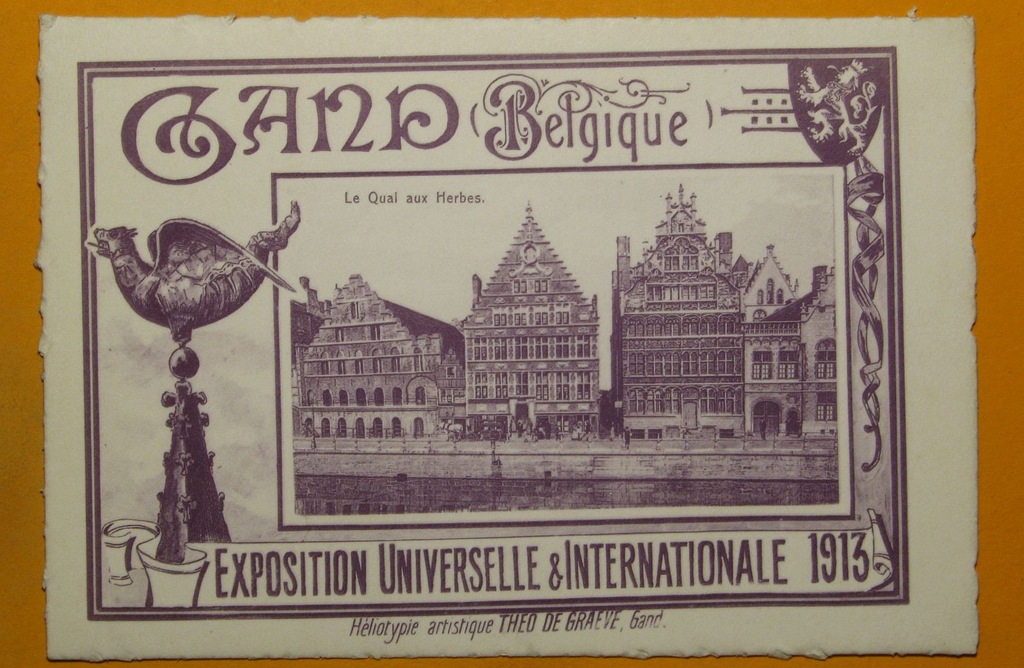 GAND (Belgique)
Le Quai aux Herbes.
EXPOSITION UNIVERSELLE & INTERNATIONALE 1913
Héliotypie artistique THEO DE GRAEVE, Gand.